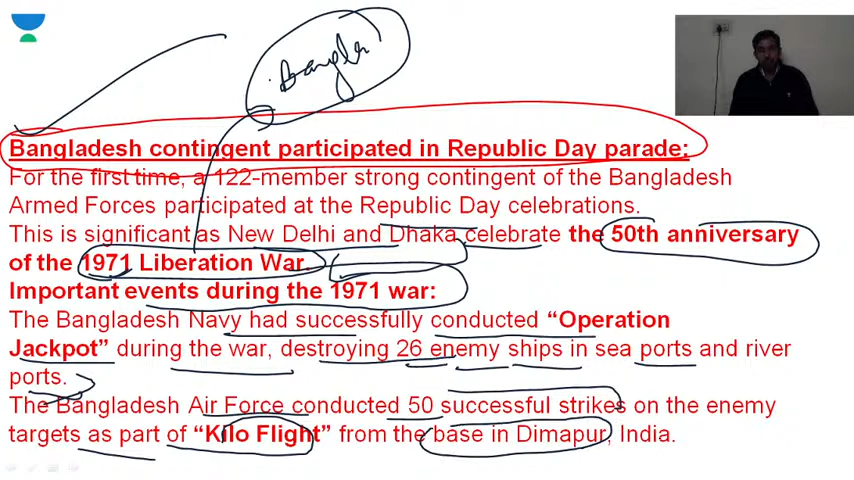 Bangla
Bangladesh contingent participated in Republic Day parade:
For the first time, a 122-member strong contingent of the Bangladesh
Armed Forces participated at the Republic Day celebrations.
This is significant as New Delhi and Dhaka celebrate the 50th anniversary
of the 1971 Liberation War.
Important events during the 1971 war:
The Bangladesh Navy had successfully conducted “Operation
Jackpot” during the war, destroying 26 enemy ships in sea ports and river
ports.
The Bangladesh Air Force conducted 50 successful strikes on the enemy
targets as part of “Kilo Flight” from the base in Dimapur, India.